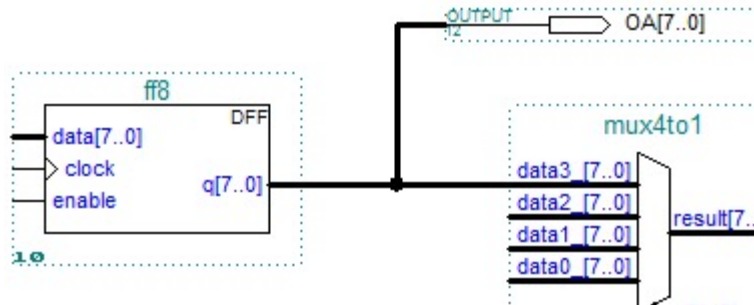 OUTPUT
12
OA[7..0]
ff8
DFF
data[7..0]
clock
enable
q[7..0]
10
mux4to1
data3_[7..0]
data2_[7..0]
data1_[7..0]
data0_[7..0]
result[7..